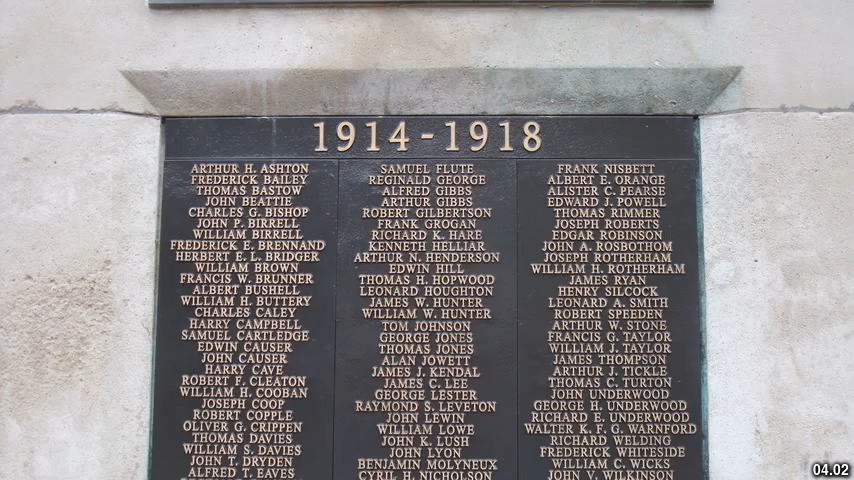 1914-1918
ARTHUR H. ASHTON
FREDERICK BAILEY
THOMAS BASTOW
JOHN BEATTIE
CHARLES G. BISHOP
JOHN P. BIRRELL
WILLIAM BIRRELL
FREDERICK E. BRENNAND
HERBERT E. L. BRIDGER
WILLIAM BROWN
FRANCIS W. BRUNNER
ALBERT BUSHELL
WILLIAM H. BUTTERY
CHARLES CALEY
HARRY CAMPBELL
SAMUEL CARTLEDGE
EDWIN CAUSER
JOHN CAUSER
HARRY CAVE
ROBERT F. CLEATON
WILLIAM H. COOBAN
JOSEPH COOP
ROBERT COPPLE
OLIVER G. CRIPPEN
THOMAS DAVIES
WILLIAM S. DAVIES
JOHN T. DRYDEN
ALFRED T. EAVES
SAMUEL FLUTE
REGINALD GEORGE
ALFRED GIBBS
ARTHUR GIBBS
ROBERT GILBERTSON
FRANK GROGAN
RICHARD K. HARE
KENNETH HELLIAR
ARTHUR N. HENDERSON
EDWIN HILL
THOMAS H. HOPWOOD
LEONARD HOUGHTON
JAMES W. HUNTER
WILLIAM W. HUNTER
TOM JOHNSON
GEORGE JONES
THOMAS JONES
ALAN JOWETT
JAMES J. KENDAL
JAMES C. LEE
GEORGE LESTER
RAYMOND S. LEVETON
JOHN LEWIN
WILLIAM LOWE
JOHN K. LUSH
JOHN LYON
BENJAMIN MOLYNEUX
CYRIL H. NICHOLSON
FRANK NISBETT
ALBERT E. ORANGE
ALISTER C. PEARSE
EDWARD J. POWELL
THOMAS RIMMER
JOSEPH ROBERTS
EDGAR ROBINSON
JOHN A. ROSBOTHOM
JOSEPH ROTHERHAM
WILLIAM H. ROTHERHAM
JAMES RYAN
HENRY SILCOCK
LEONARD A. SMITH
ROBERT SPEEDEN
ARTHUR W. STONE
FRANCIS G. TAYLOR
WILLIAM J. TAYLOR
JAMES THOMPSON
ARTHUR J. TICKLE
THOMAS C. TURTON
JOHN UNDERWOOD
GEORGE H. UNDERWOOD
RICHARD E. UNDERWOOD
WALTER K. F. G. WARNFORD
RICHARD WELDING
FREDERICK WHITESIDE
WILLIAM C. WICKS
JOHN V. WILKINSON
04.02